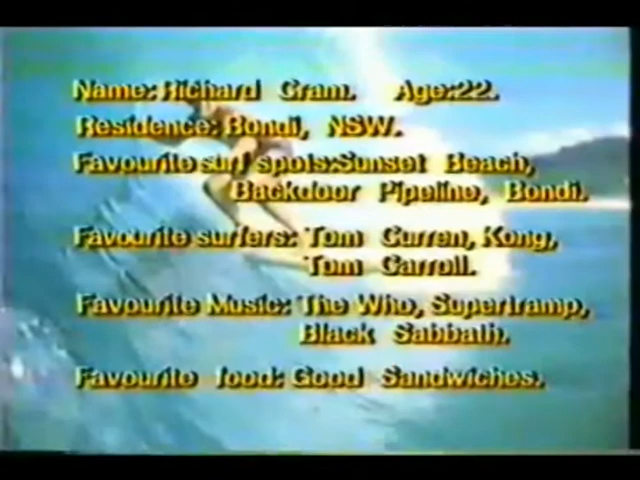 Name: Richard Cram. Age:22.
Residence: Bondi, NSW.
Favourite surf spots:Sunset Beach,
Backdoor Pipeline, Bondi.
Favourite surfers: Tom Curren, Kong,
Tom Carroll.
Favourite Music: The Who, Supertramp,
Black Sabbath.
Favourite food: Good Sandwiches.